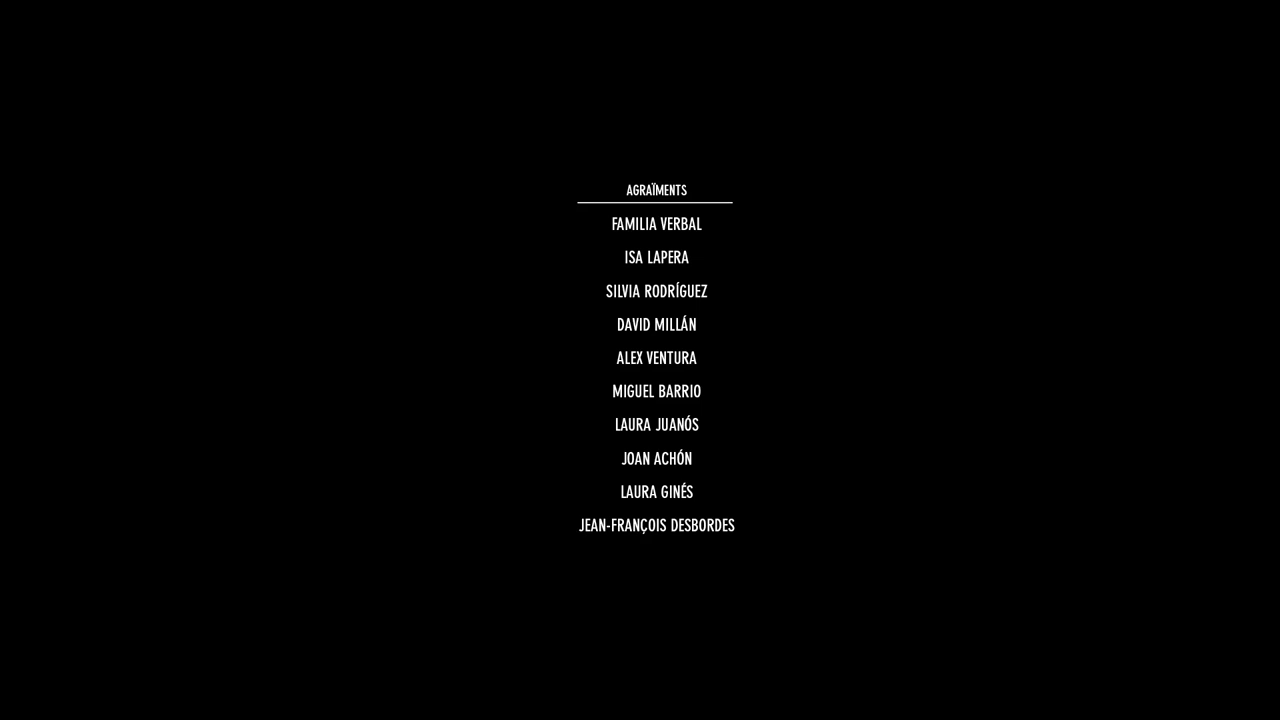 AGRAÏMENTS
FAMILIA VERBAL
ISA LAPERA
SILVIA RODRÍGUEZ
DAVID MILLÁN
ALEX VENTURA
MIGUEL BARRIO
LAURA JUANÓS
JOAN ACHÓN
LAURA GINÉS
JEAN-FRANÇOIS DESBORDES